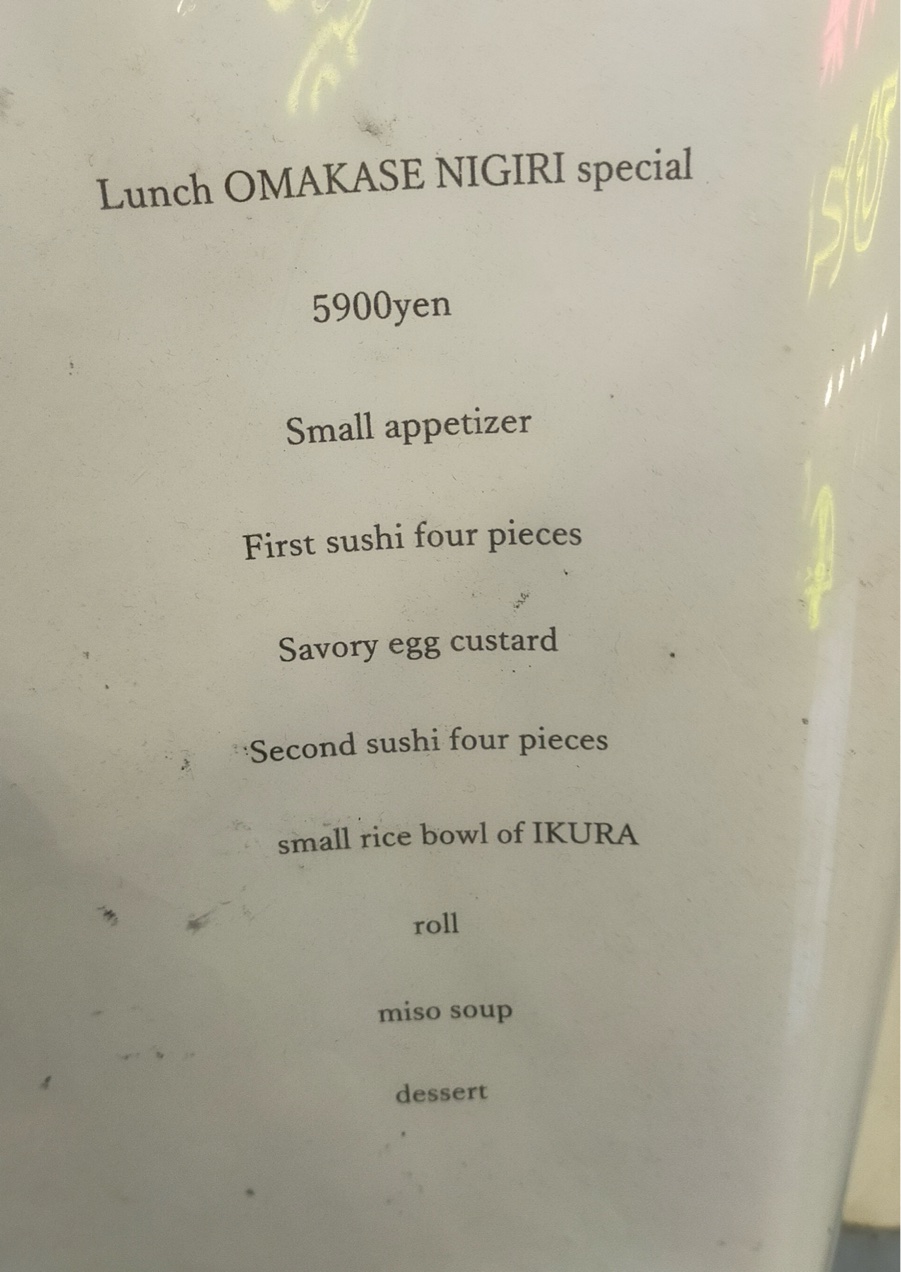 Lunch OMAKASE NIGIRI special
5900yen
Small appetizer
First sushi four pieces
Savory egg custard
Second sushi four pieces
small rice bowl of IKURA
roll
miso soup
dessert